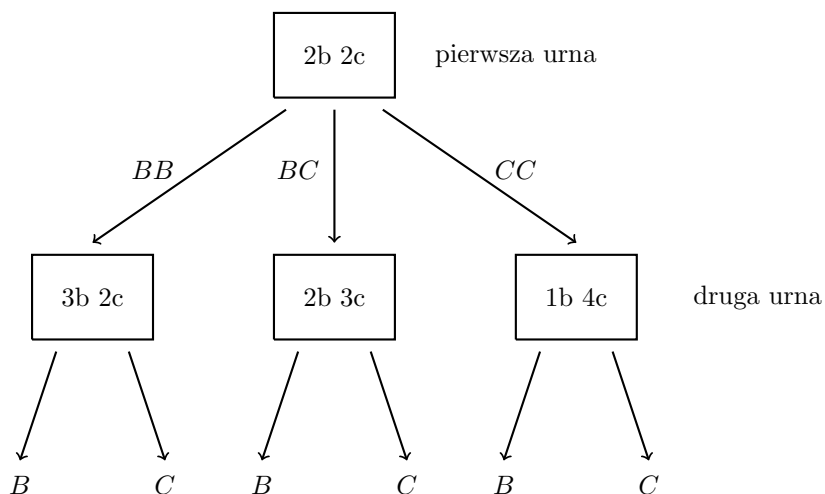 2b 2c pierwsza urna
BB BC CC
3b 2c 2b 3c 1b 4c druga urna
B C B C B C